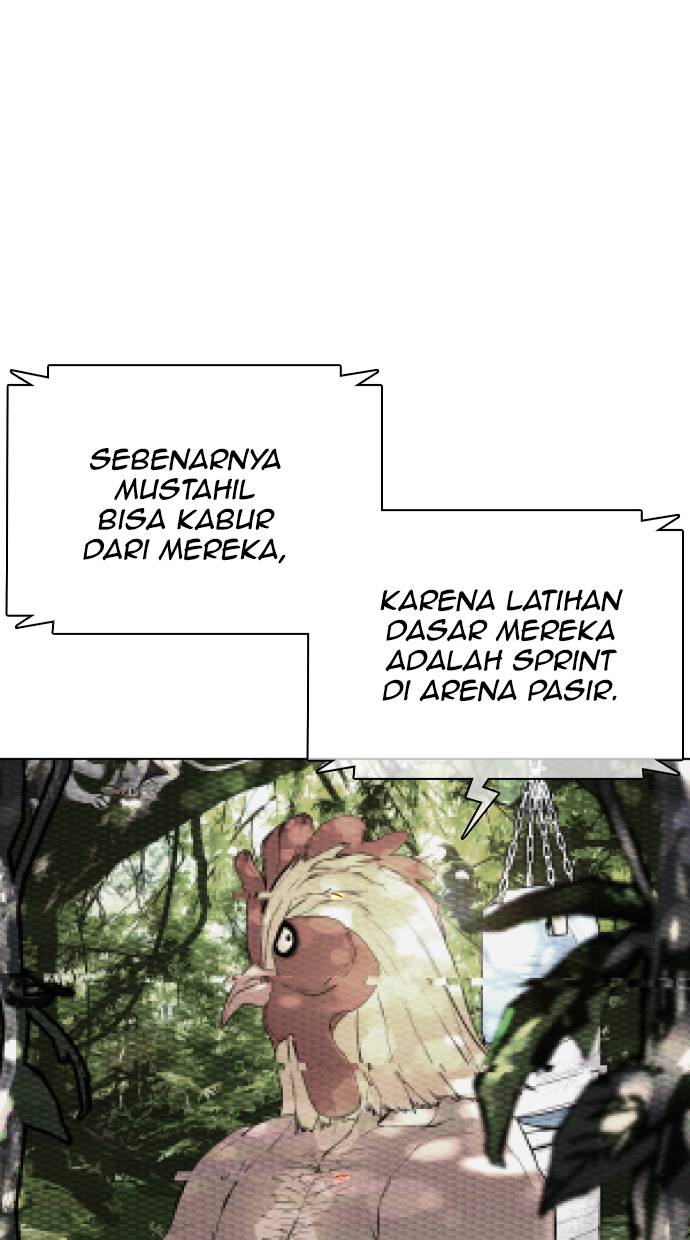 SEBENARNYA
MUSTAHIL
BISA KABUR
DARI MEREKA,
KARENA LATIHAN
DASAR MEREKA
ADALAH SPRINT
DI ARENA PASIR.